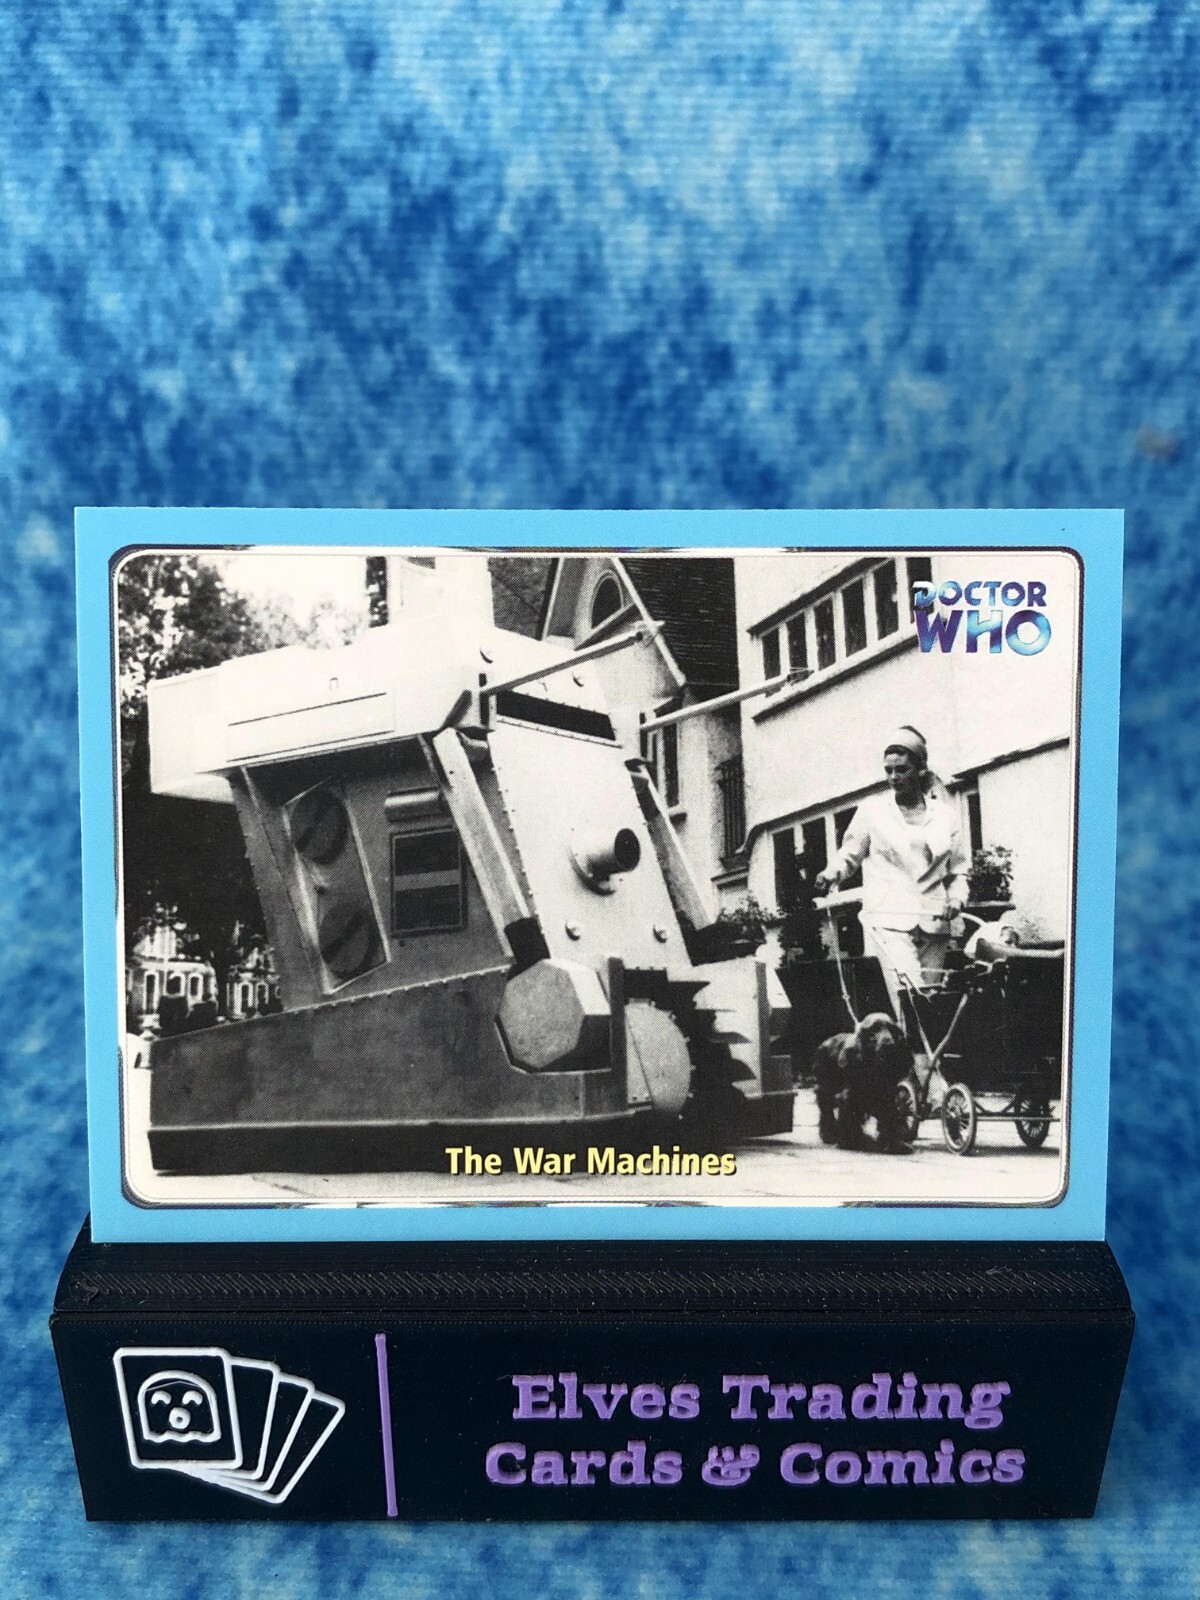 DOCTOR
WHO
The War Machines
Elves Trading
Cards & Comics